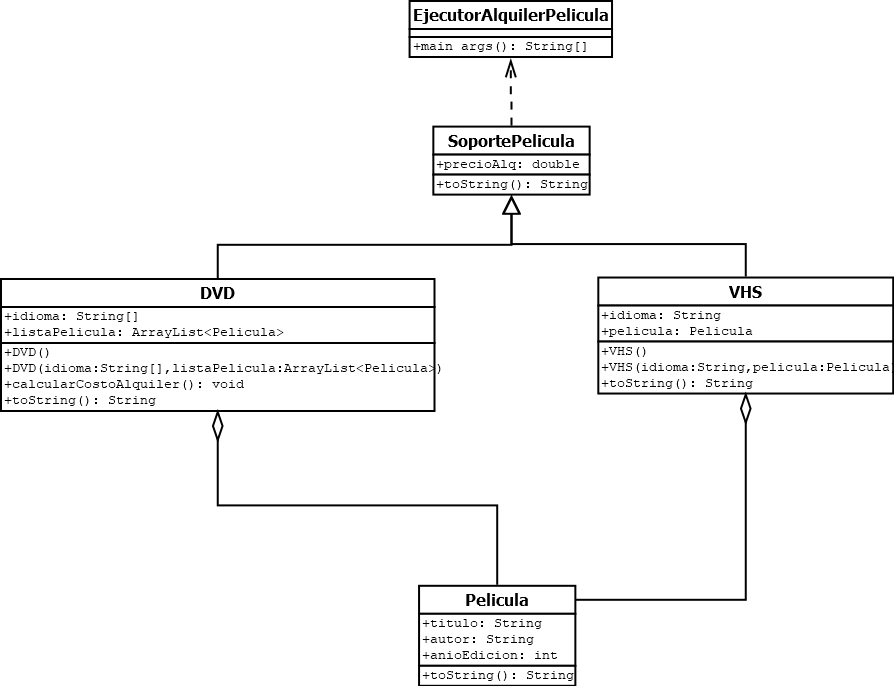 EjecutorAlquilerPelicula
+main args(): String[]
SoportePelicula
+precioAlq: double
+toString(): String
DVD
+idioma: String[]
+listaPelicula: ArrayList<Pelicula>
+DVD()
+DVD(idioma:String[],listaPelicula:ArrayList<Pelicula>)
+calcularCostoAlquiler(): void
+toString(): String
VHS
+idioma: String
+pelicula: Pelicula
+VHS()
+VHS(idioma:String,pelicula:Pelicula
+toString(): String
Pelicula
+titulo: String
+autor: String
+anioEdicion: int
+toString(): String